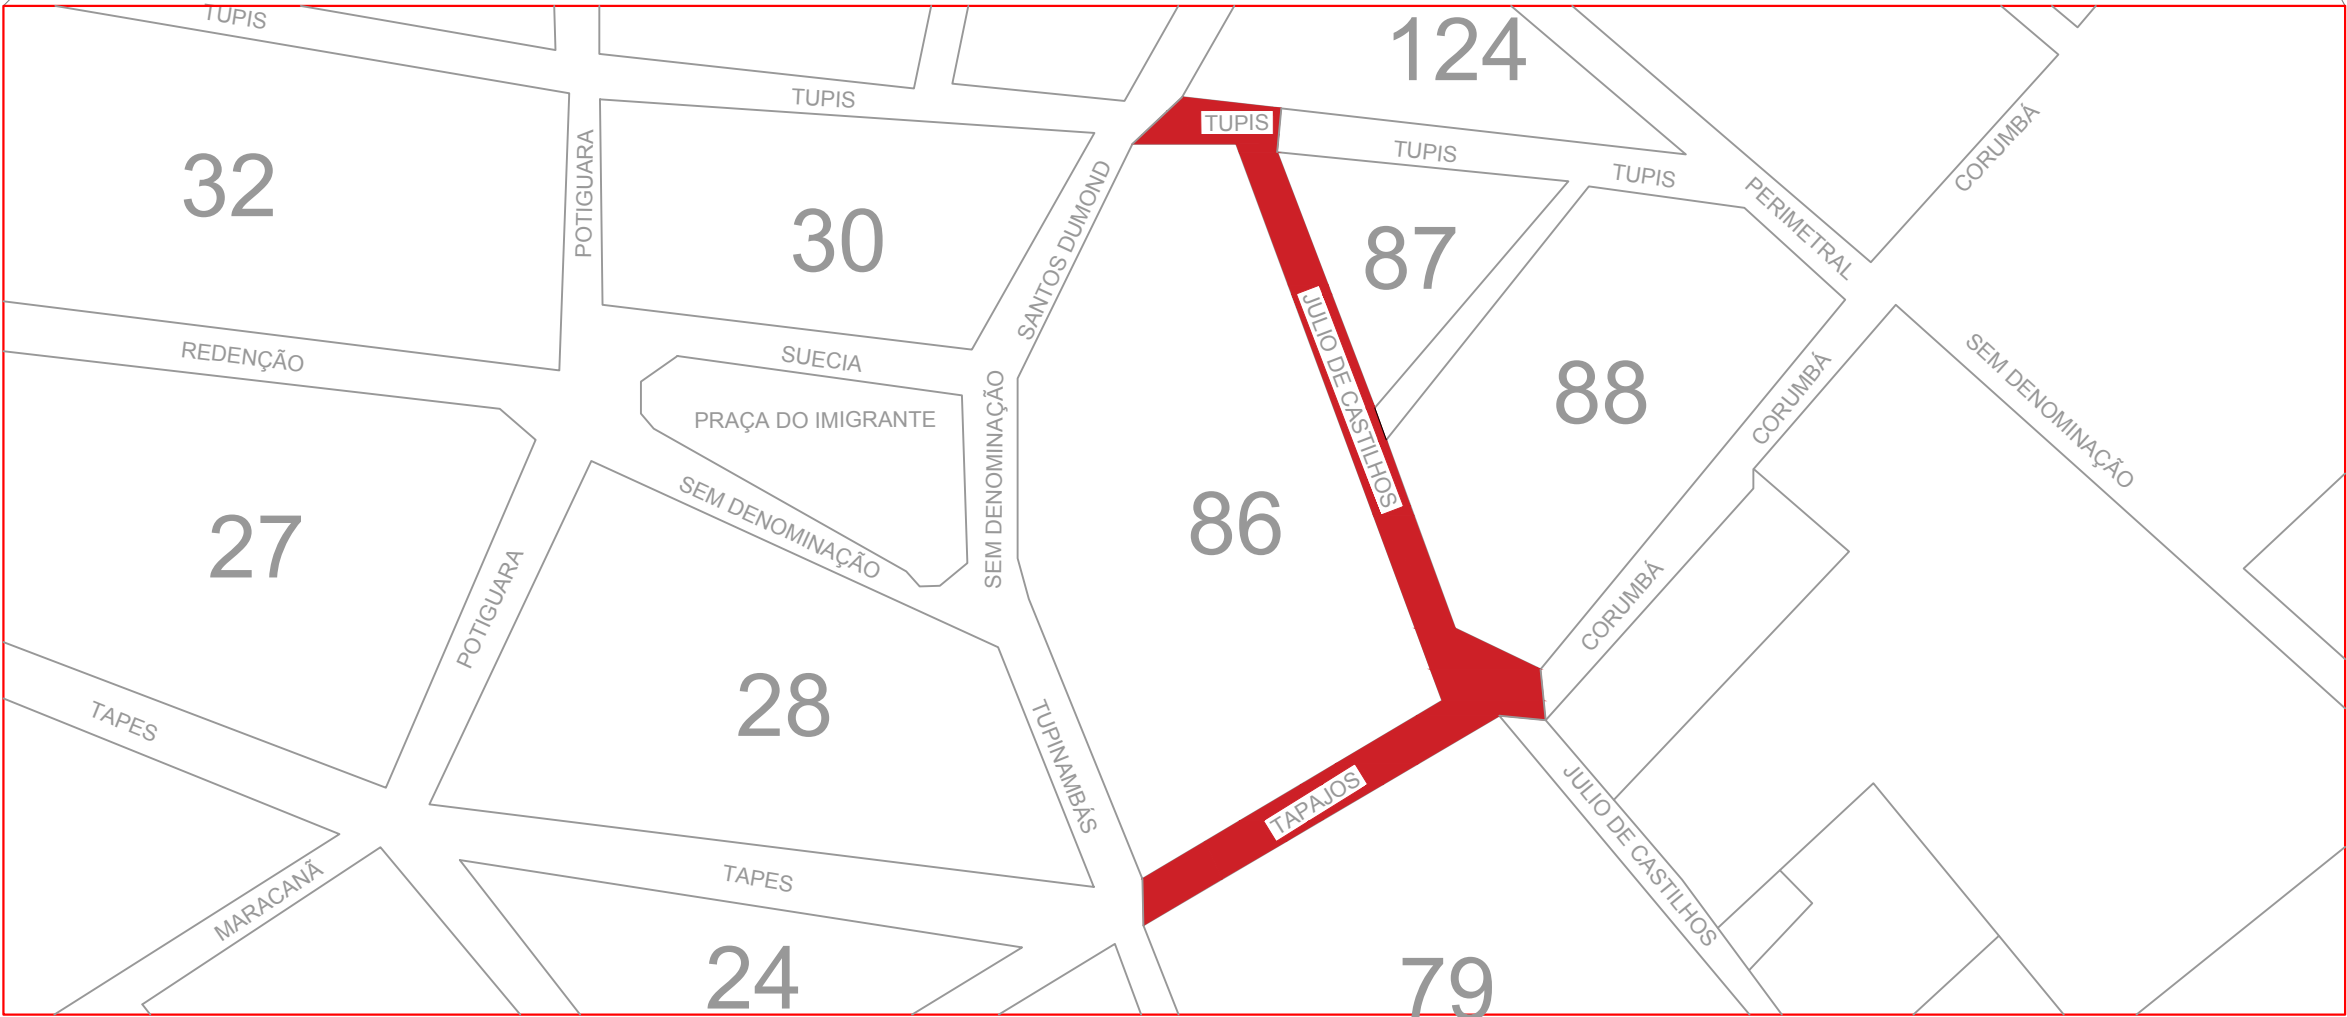 TUPIS
124
TUPIS
TUPIS
TUPIS
TUPIS
CORUMBÁ
32
POTIGUARA
30
SANTOS DUMOND
87
PERIMETRAL
REDENÇÃO
SUECIA
JULIO DE CASTILHOS
88
CORUMBÁ
SEM DENOMINAÇÃO
PRAÇA DO IMIGRANTE
SEM DENOMINAÇÃO
SEM DENOMINAÇÃO
86
27
POTIGUARA
CORUMBÁ
28
TAPES
TUPINAMBÁS
TAPAJOS
JULIO DE CASTILHOS
MARACANÃ
TAPES
24
79